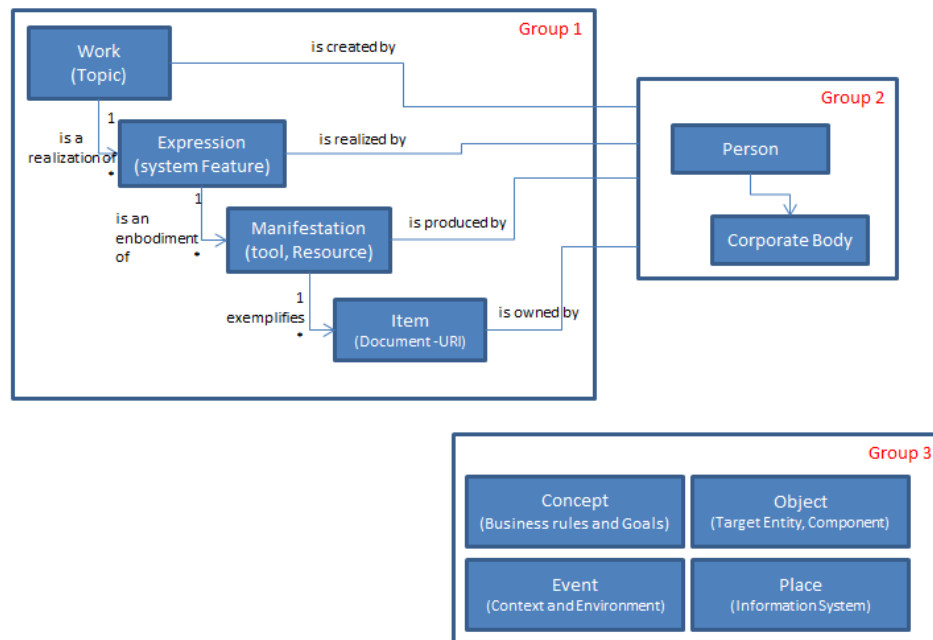 Group 1
Work
(Topic)
is created by
Group 2
1
is a
realization of
*
Expression
(system Feature)
is realized by
Person
1
is an
enbodiment of
*
Manifestation
(tool, Resource)
is produced by
Corporate Body
1
exemplifies
*
Item
(Document -URI)
is owned by
Group 3
Concept
(Business rules and Goals)
Object
(Target Entity, Component)
Event
(Context and Environment)
Place
(Information System)